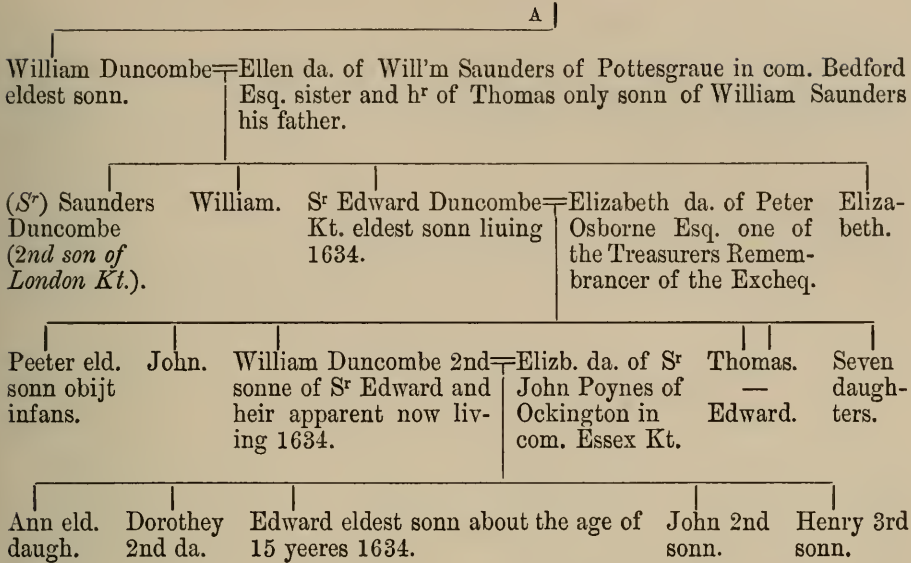 A
William Duncombe=Ellen da. of Will'm Saunders of Pottesgraue in com. Bedford
eldest sonn. Esq. sister and hʳ of Thomas only sonn of William Saunders
his father.
(Sʳ) Saunders
Duncombe
(2nd son of
London Kt.).
William.
Sʳ Edward Duncombe=Elizabeth da. of Peter
Kt. eldest sonn liuing Osborne Esq. one of
1634. the Treasurers Remem-
brancer of the Excheq.
Eliza-
beth.
Peeter eld.
sonn obijt
infans.
John.
William Duncombe 2nd=Elizb. da. of Sʳ
sonne of Sʳ Edward and John Poynes of
heir apparent now liv- Ockington in
ing 1634. com. Essex Kt.
Thomas.
—
Edward.
Seven
daugh-
ters.
Ann eld.
daugh.
Dorothey
2nd da.
Edward eldest sonn about the age of
15 yeeres 1634.
John 2nd
sonn.
Henry 3rd
sonn.